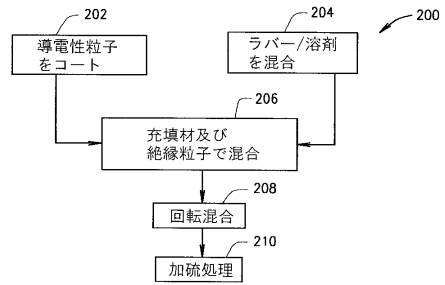 202
204
200
導電性粒子
をコート
ラバー/溶剤
を混合
206
充填材及び
絶縁粒子で混合
208
回転混合
210
加硫処理